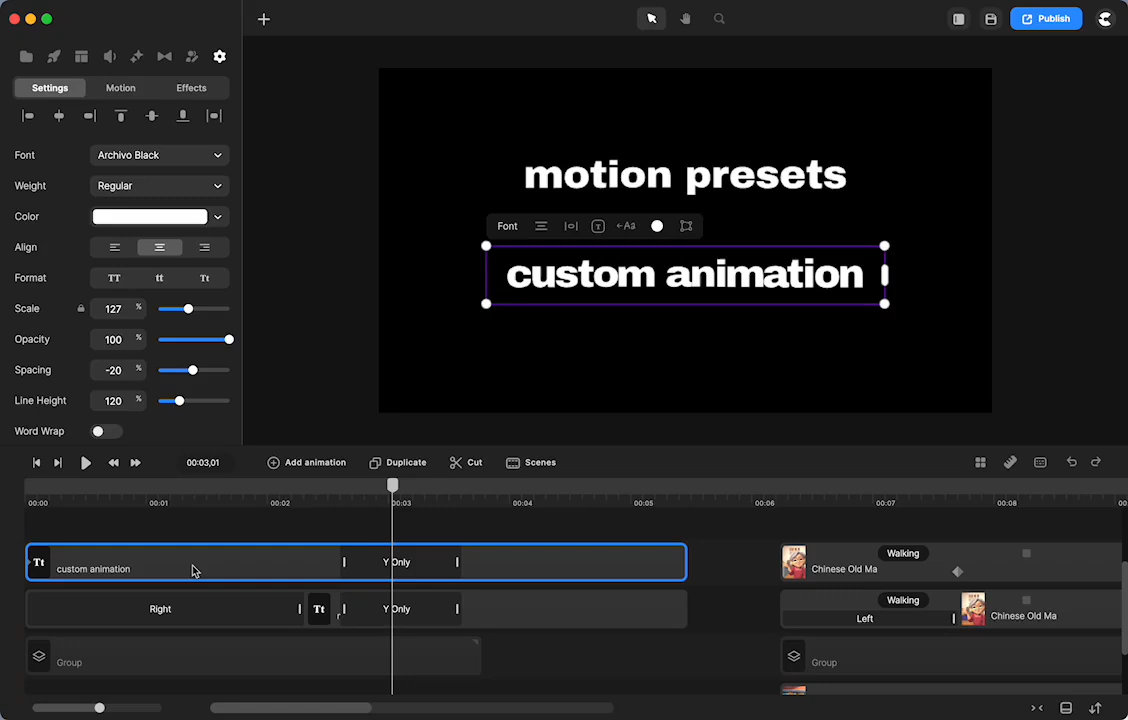 Publish
Settings Motion Effects
Font Archivo Black
Weight Regular
Color
Align
Format TT tt Tt
Scale 127 %
Opacity 100 %
Spacing -20 %
Line Height 120 %
Word Wrap
motion presets
Font T ←Aa
custom animation
00:03,01 Add animation Duplicate Cut Scenes
00:00 00:01 00:02 00:03 00:04 00:05 00:06 00:07 00:08 00
Tt custom animation Y Only Walking Chinese Old Ma
Right Tt Y Only Walking Left Chinese Old Ma
Group Group